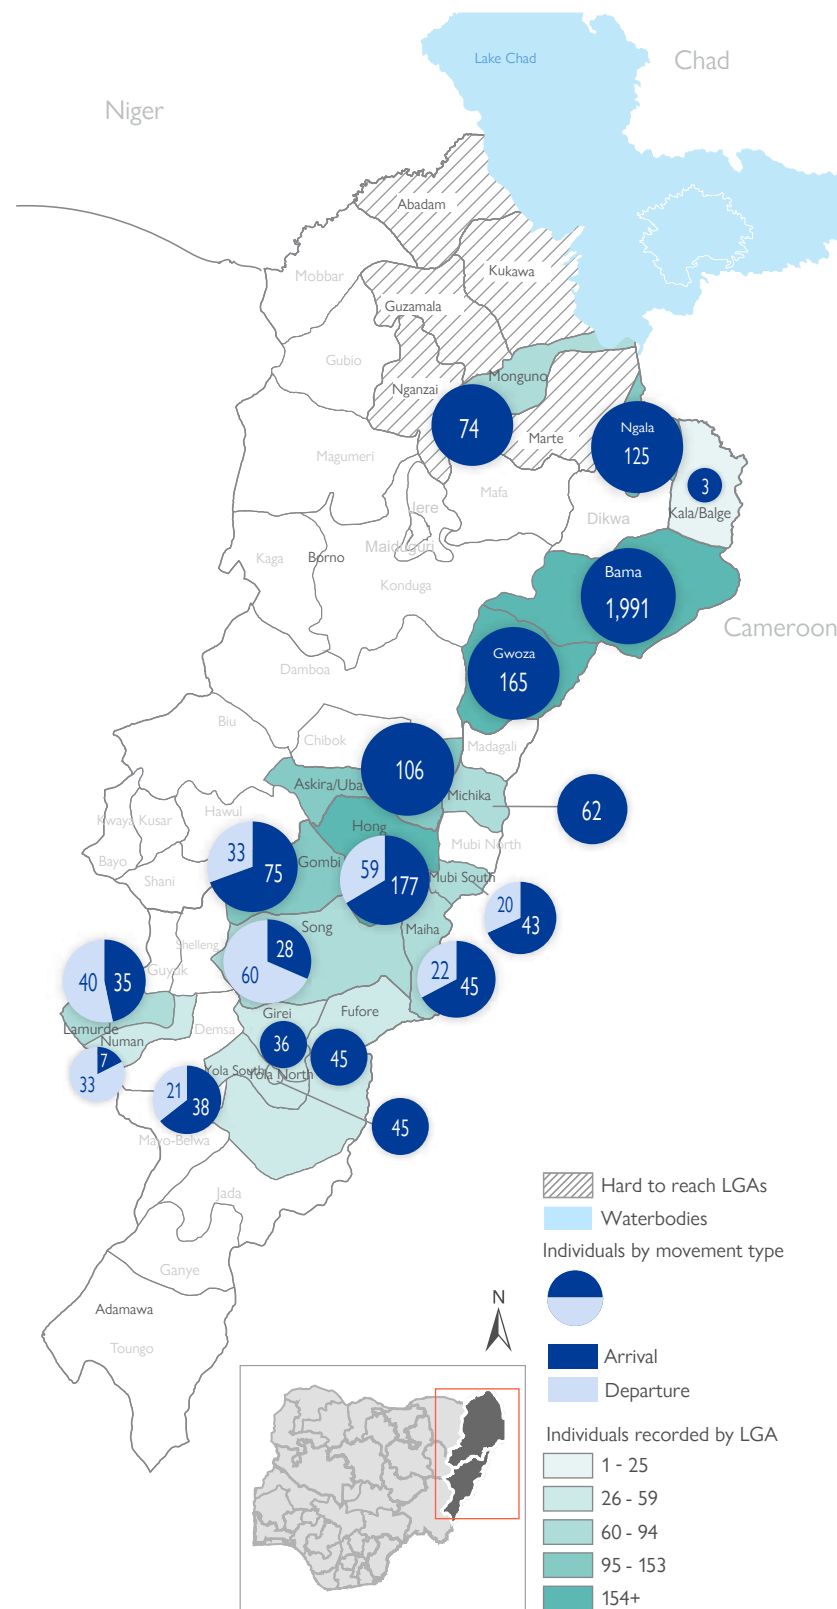 Lake Chad
Chad
Niger
Abadam
Kukawa
Mobbar
Guzamala
Gubio
Monguno
Nganzai
74
Marte
Ngala
125
Magumeri
3
Kala/Balge
Mafa
Jere
Dikwa
Maiduguri
Kaga
Borno
Konduga
Bama
1,991
Cameroon
Gwoza
165
Damboa
Biu
Chibok
Madagali
106
Askira/Uba
Michika
62
Kwaya Kusar
Hawul
Hong
Mubi North
Bayo
33
75
Gombi
59
177
Mubi South
Shani
20
43
Song
Maiha
Shelleng
28
60
Guyuk
40
35
22
45
Girei
Fufore
Lamurde
Numan
Demsa
36
45
7
33
Yola South
Yola North
21
38
45
Mayo-Belwa
Jada
Ganye
Adamawa
Toungo
Hard to reach LGAs
Waterbodies
Individuals by movement type
N
Arrival
Departure
Individuals recorded by LGA
1 - 25
26 - 59
60 - 94
95 - 153
154+